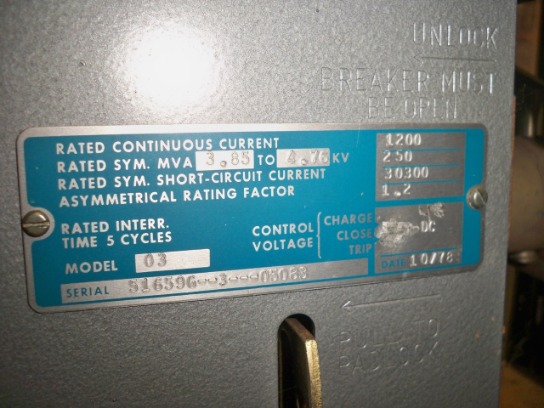 UNLOCK
BREAKER MUST
BE OPEN
RATED CONTINUOUS CURRENT 1200
RATED SYM. MVA 3.85 TO 4.76 KV 250
RATED SYM. SHORT-CIRCUIT CURRENT 30300
ASYMMETRICAL RATING FACTOR 1.2
RATED INTERR.
TIME 5 CYCLES
CONTROL
VOLTAGE
CHARGE
CLOSE DC
TRIP
MODEL 03
DATE 10/78
SERIAL
TO